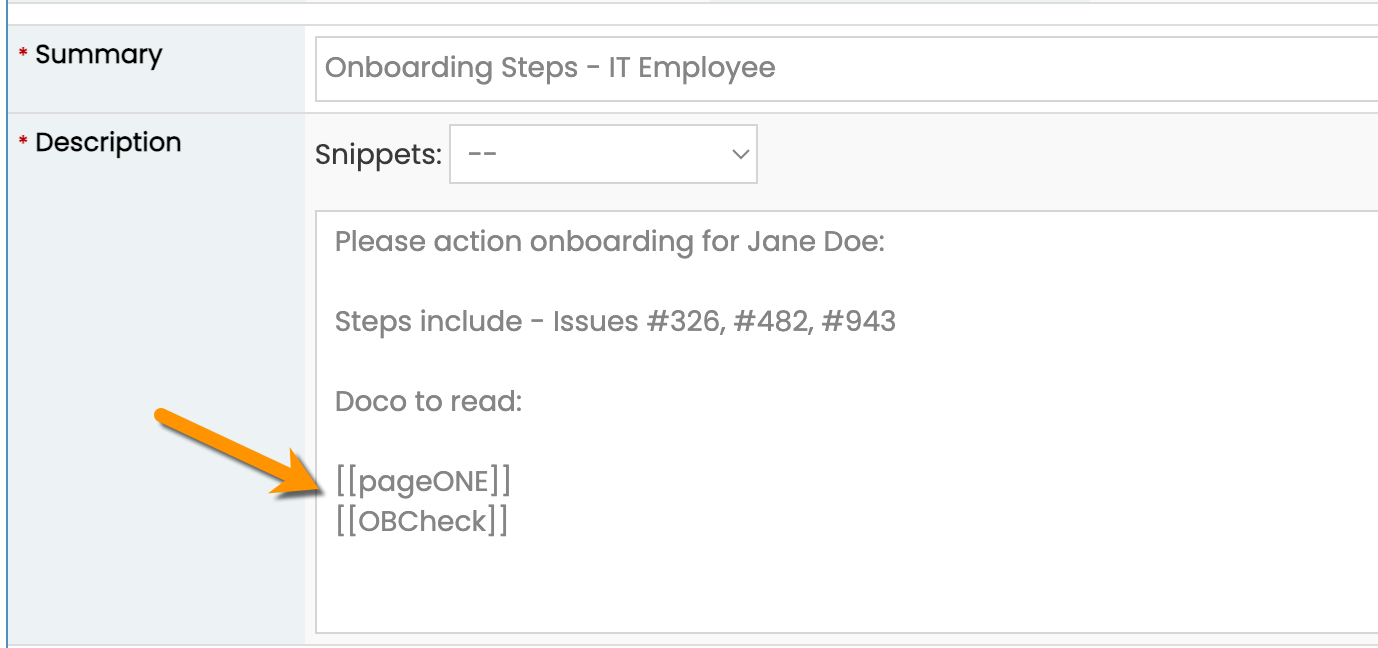 * Summary
Onboarding Steps - IT Employee
* Description
Snippets: --
Please action onboarding for Jane Doe:
Steps include - Issues #326, #482, #943
Doco to read:
[[pageONE]]
[[OBCheck]]